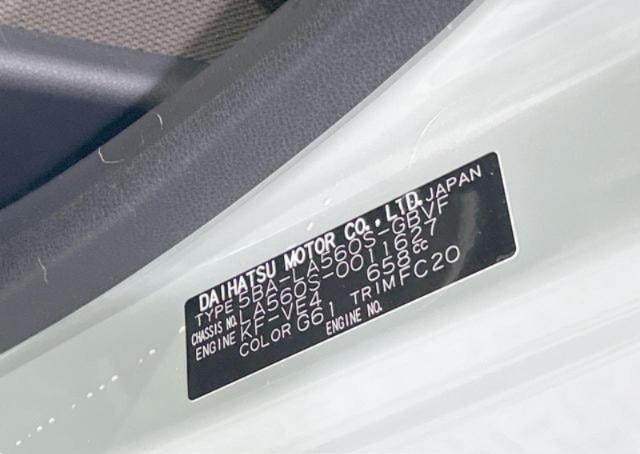 DAIHATSU MOTOR CO., LTD. JAPAN
TYPE 5BA-LA560S-GBVF
CHASSIS NO. LA560S-0011627
ENGINE KF-VE4 658cc
COLOR G61 TRIM FC20
ENGINE NO.